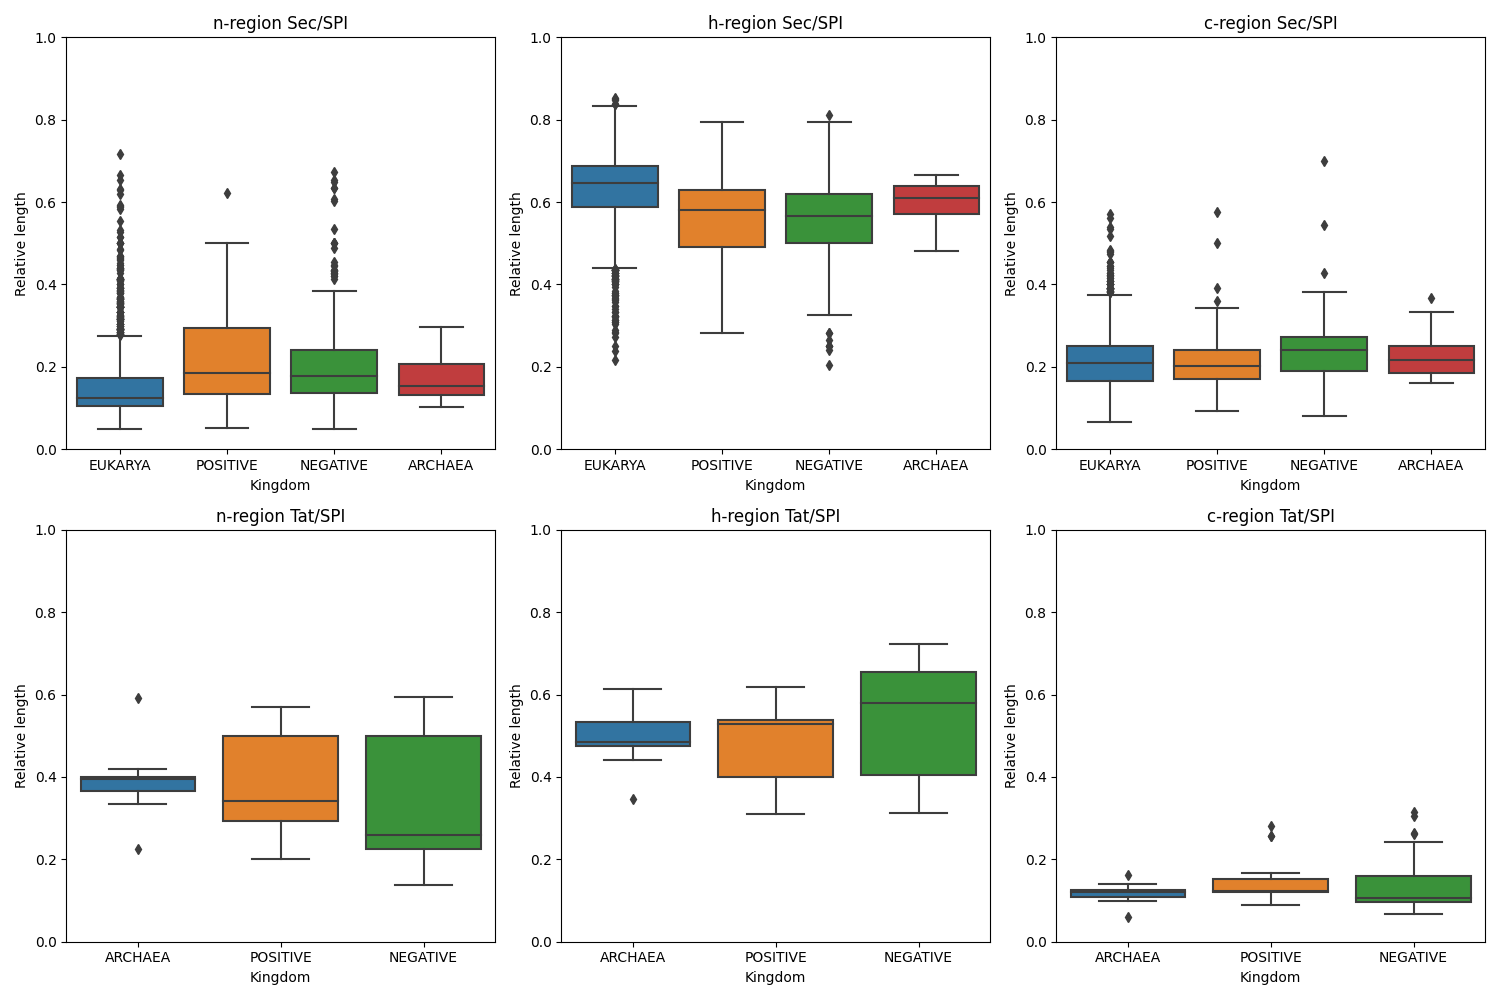 n-region Sec/SPI
h-region Sec/SPI
c-region Sec/SPI
1.0
0.8
0.6
0.4
0.2
0.0
Relative length
EUKARYA
POSITIVE
NEGATIVE
ARCHAEA
Kingdom
1.0
0.8
0.6
0.4
0.2
0.0
Relative length
EUKARYA
POSITIVE
NEGATIVE
ARCHAEA
Kingdom
1.0
0.8
0.6
0.4
0.2
0.0
Relative length
EUKARYA
POSITIVE
NEGATIVE
ARCHAEA
Kingdom
n-region Tat/SPI
h-region Tat/SPI
c-region Tat/SPI
1.0
0.8
0.6
0.4
0.2
0.0
Relative length
ARCHAEA
POSITIVE
NEGATIVE
Kingdom
1.0
0.8
0.6
0.4
0.2
0.0
Relative length
ARCHAEA
POSITIVE
NEGATIVE
Kingdom
1.0
0.8
0.6
0.4
0.2
0.0
Relative length
ARCHAEA
POSITIVE
NEGATIVE
Kingdom